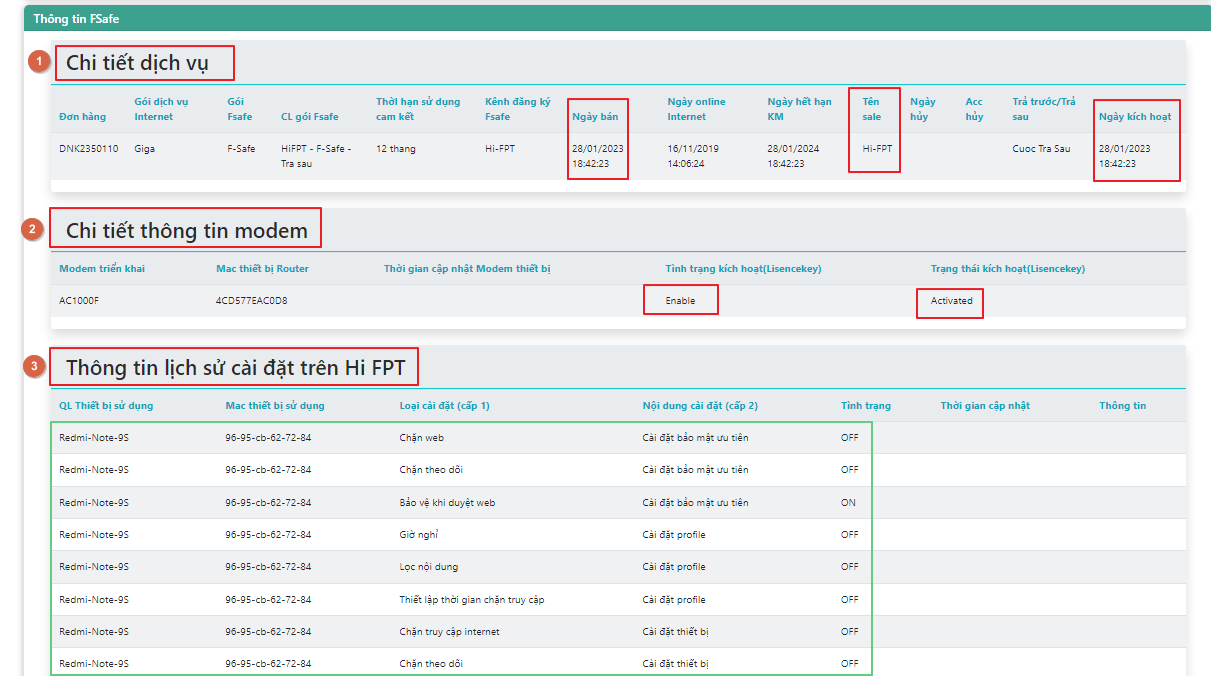 Thông tin FSafe
1
Chi tiết dịch vụ
Đơn hàng Gói dịch vụ Internet Gói Fsafe CL gói Fsafe Thời hạn sử dụng cam kết Kênh đăng ký Fsafe Ngày bán Ngày online Internet Ngày hết hạn KM Tên sale Ngày hủy Acc hủy Trả trước/Trả sau Ngày kích hoạt
DNK2350110 Giga F-Safe HiFPT - F-Safe - Tra sau 12 thang Hi-FPT 28/01/2023 18:42:23 16/11/2019 14:06:24 28/01/2024 18:42:23 Hi-FPT Cuoc Tra Sau 28/01/2023 18:42:23
2
Chi tiết thông tin modem
Modem triển khai Mac thiết bị Router Thời gian cập nhật Modem thiết bị Tình trạng kích hoạt(Lisencekey) Trạng thái kích hoạt(Lisencekey)
AC1000F 4CD577EAC0D8 Enable Activated
3
Thông tin lịch sử cài đặt trên Hi FPT
QL Thiết bị sử dụng Mac thiết bị sử dụng Loại cài đặt (cấp 1) Nội dung cài đặt (cấp 2) Tình trạng Thời gian cập nhật Thông tin
Redmi-Note-9S 96-95-cb-62-72-84 Chặn web Cài đặt bảo mật ưu tiên OFF
Redmi-Note-9S 96-95-cb-62-72-84 Chặn theo dõi Cài đặt bảo mật ưu tiên OFF
Redmi-Note-9S 96-95-cb-62-72-84 Bảo vệ khi duyệt web Cài đặt bảo mật ưu tiên ON
Redmi-Note-9S 96-95-cb-62-72-84 Giờ nghỉ Cài đặt profile OFF
Redmi-Note-9S 96-95-cb-62-72-84 Lọc nội dung Cài đặt profile OFF
Redmi-Note-9S 96-95-cb-62-72-84 Thiết lập thời gian chặn truy cập Cài đặt profile OFF
Redmi-Note-9S 96-95-cb-62-72-84 Chặn truy cập internet Cài đặt thiết bị OFF
Redmi-Note-9S 96-95-cb-62-72-84 Chặn theo dõi Cài đặt thiết bị OFF